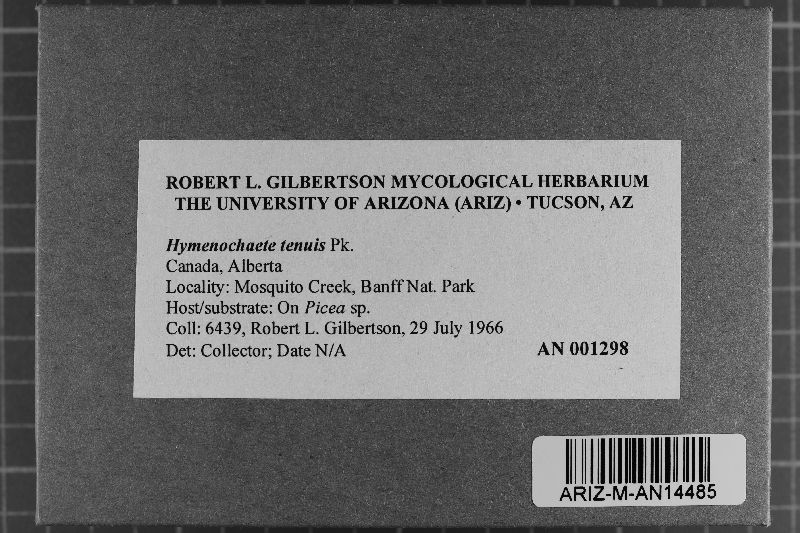 ROBERT L. GILBERTSON MYCOLOGICAL HERBARIUM
THE UNIVERSITY OF ARIZONA (ARIZ) • TUCSON, AZ
Hymenochaete tenuis Pk.
Canada, Alberta
Locality: Mosquito Creek, Banff Nat. Park
Host/substrate: On Picea sp.
Coll: 6439, Robert L. Gilbertson, 29 July 1966
Det: Collector; Date N/A AN 001298
ARIZ-M-AN14485